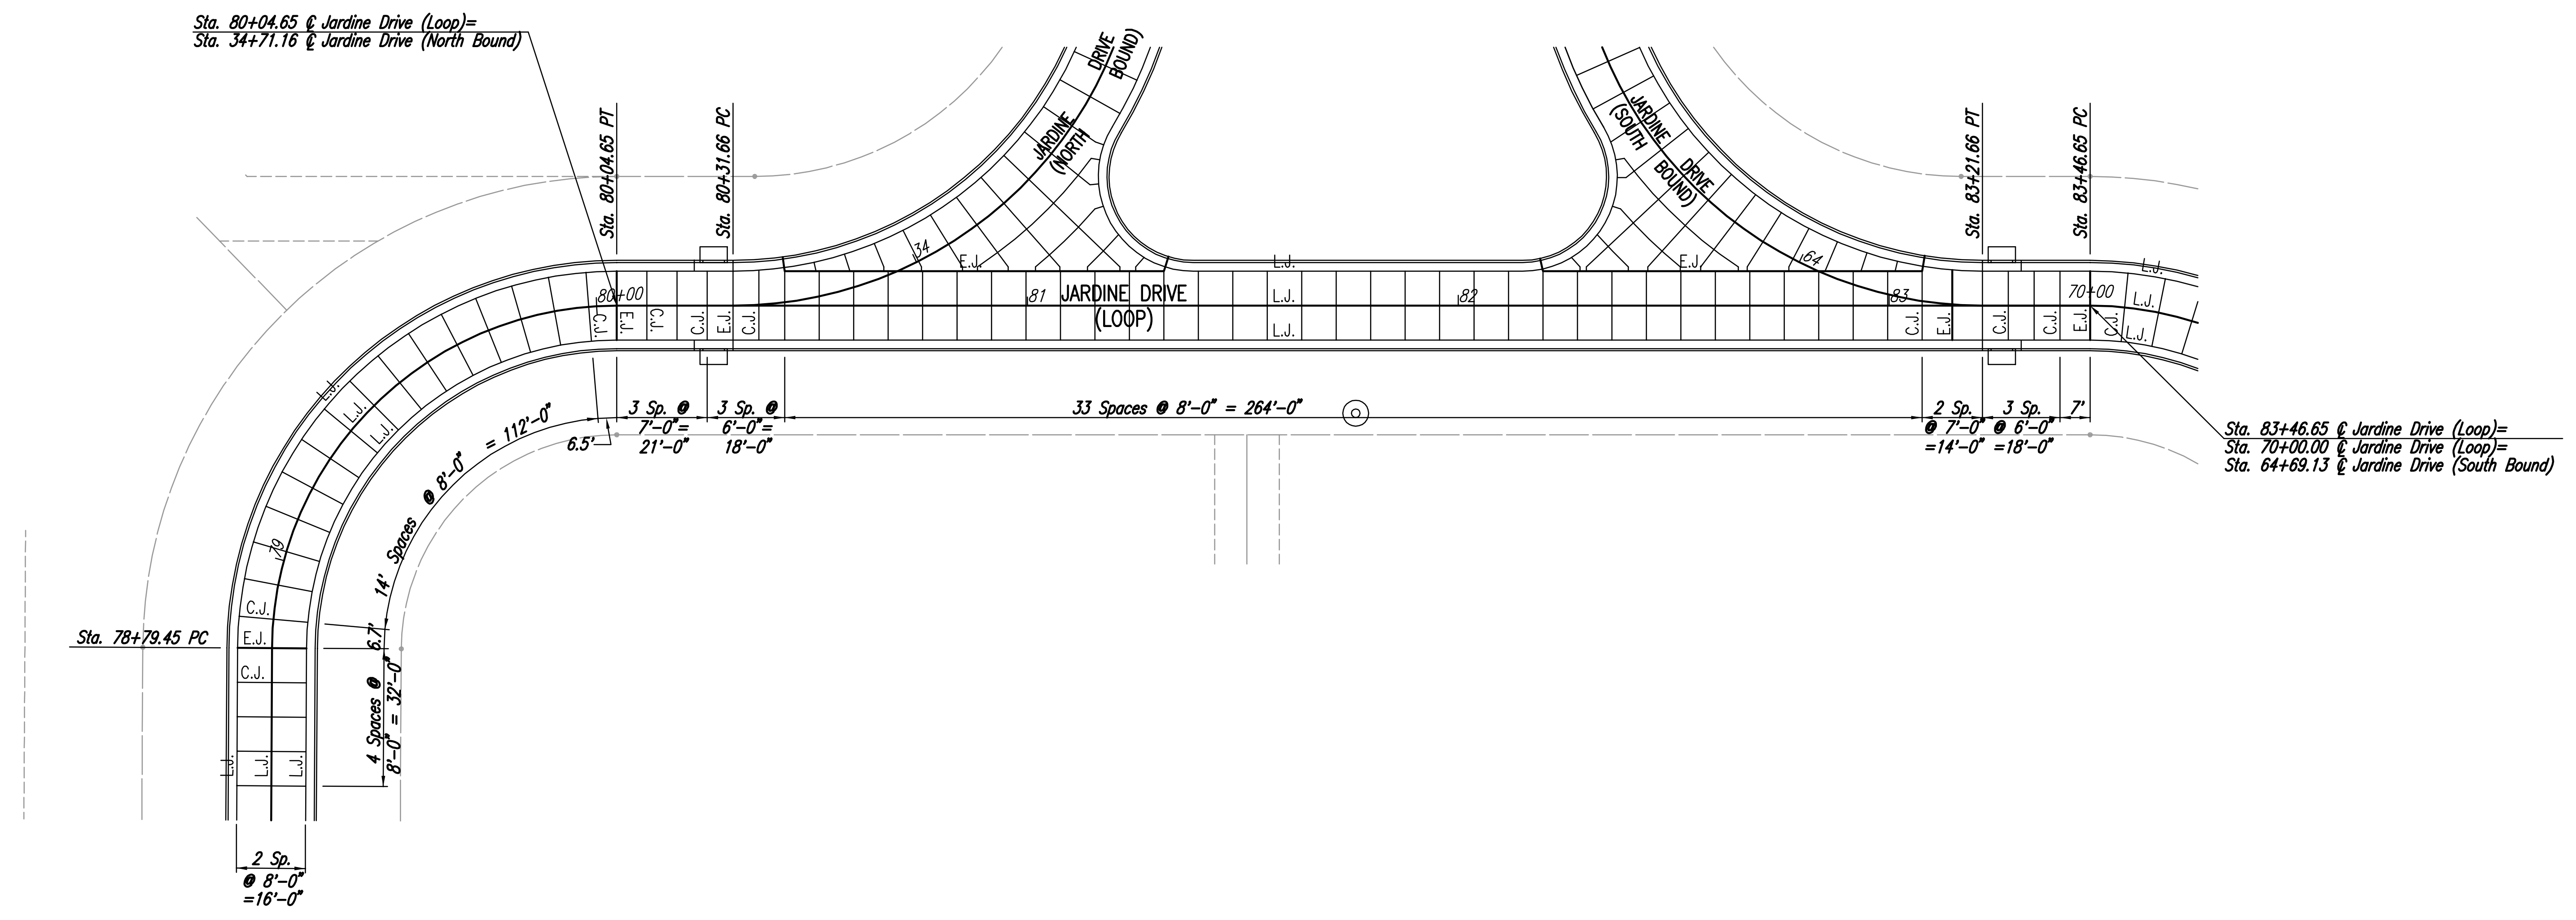 Sta. 80+04.65 ℄ Jardine Drive (Loop)=
Sta. 34+71.16 ℄ Jardine Drive (North Bound)
Sta. 80+04.65 PT
Sta. 80+31.66 PC
JARDINE DRIVE
(NORTH BOUND)
JARDINE DRIVE
(SOUTH BOUND)
Sta. 83+21.66 PT
Sta. 83+46.65 PC
34
E.J.
L.J.
E.J.
64
L.J.
80+00
81
JARDINE DRIVE
(LOOP)
L.J.
82
83
70+00
L.J.
C.J.
E.J.
C.J.
C.J.
E.J.
C.J.
L.J.
C.J.
E.J.
C.J.
C.J.
E.J.
C.J.
L.J.
L.J.
L.J.
L.J.
3 Sp. @
7'-0"=
21'-0"
3 Sp. @
6'-0"=
18'-0"
33 Spaces @ 8'-0" = 264'-0"
2 Sp.
@ 7'-0"
=14'-0"
3 Sp.
@ 6'-0"
=18'-0"
7'
6.5'
Sta. 83+46.65 ℄ Jardine Drive (Loop)=
Sta. 70+00.00 ℄ Jardine Drive (Loop)=
Sta. 64+69.13 ℄ Jardine Drive (South Bound)
14' Spaces @ 8'-0" = 112'-0"
79
C.J.
Sta. 78+79.45 PC
E.J.
6.7'
C.J.
4 Spaces @
8'-0" = 32'-0"
L.J.
L.J.
L.J.
2 Sp.
@ 8'-0"
=16'-0"